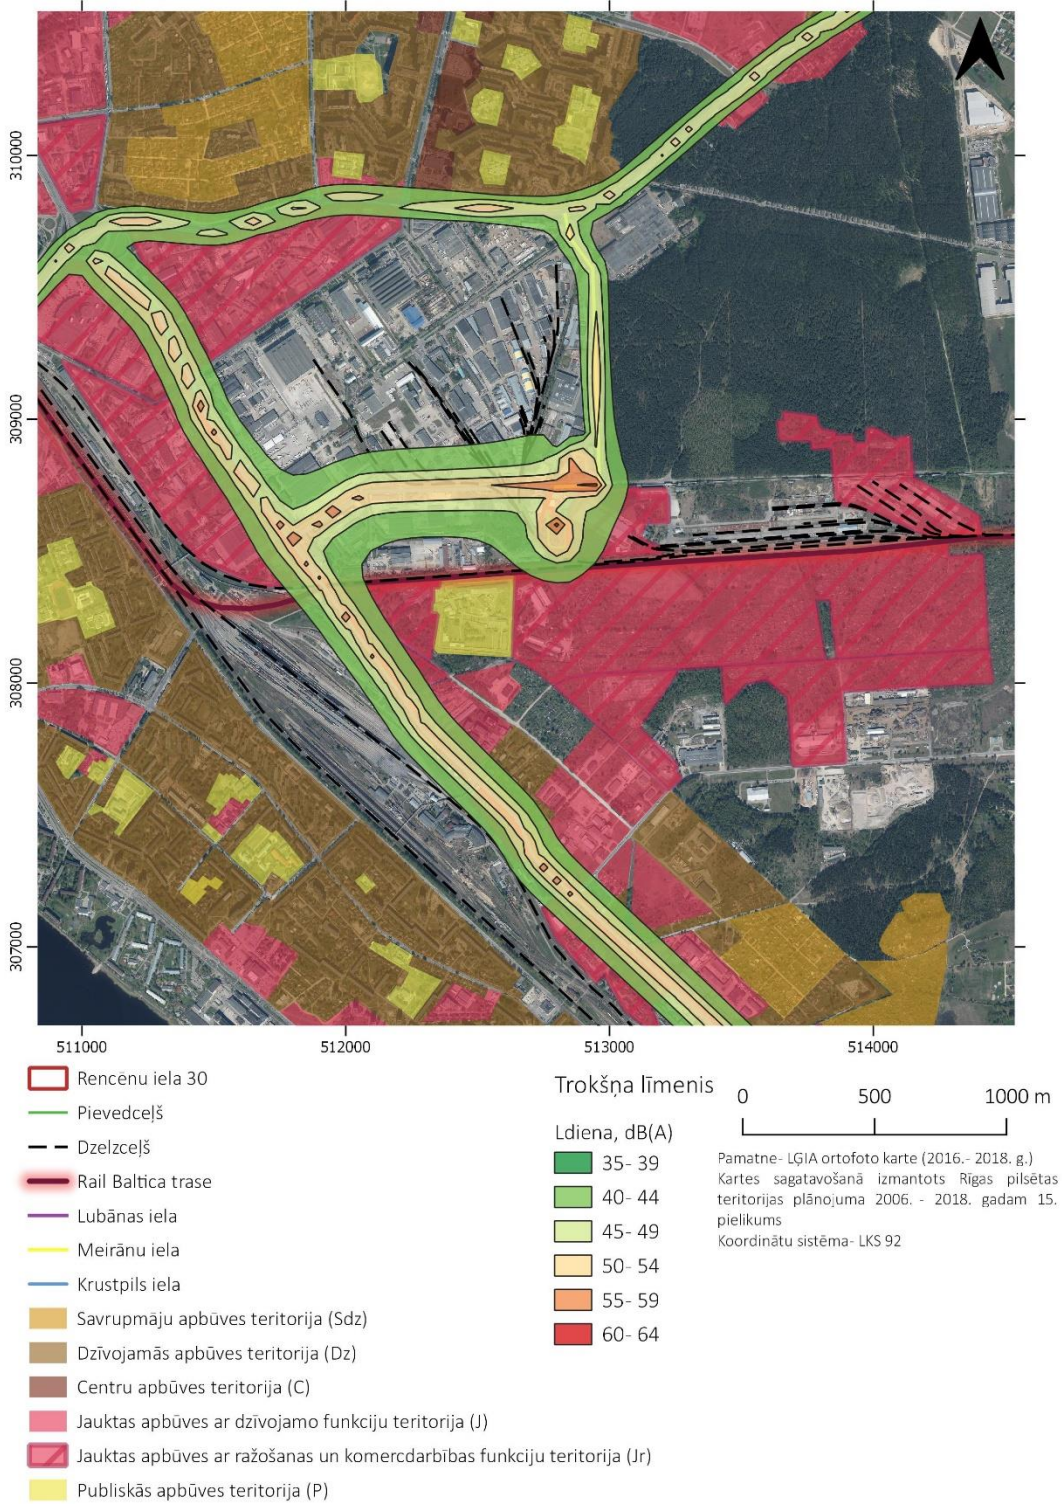 310000
309000
308000
307000
511000
512000
513000
514000
Rencēnu iela 30
Pievedceļš
Dzelzceļš
Rail Baltica trase
Lubānas iela
Meirānu iela
Krustpils iela
Savrupmāju apbūves teritorija (Sdz)
Dzīvojamās apbūves teritorija (Dz)
Centru apbūves teritorija (C)
Jauktas apbūves ar dzīvojamo funkciju teritorija (J)
Jauktas apbūves ar ražošanas un komercdarbības funkciju teritorija (Jr)
Publiskās apbūves teritorija (P)
Trokšņa līmenis
Ldiena, dB(A)
35- 39
40- 44
45- 49
50- 54
55- 59
60- 64
0 500 1000 m
Pamatne- LĢIA ortofoto karte (2016.- 2018. g.)
Kartes sagatavošanā izmantots Rīgas pilsētas
teritorijas plānojuma 2006. - 2018. gadam 15.
pielikums
Koordinātu sistēma- LKS 92